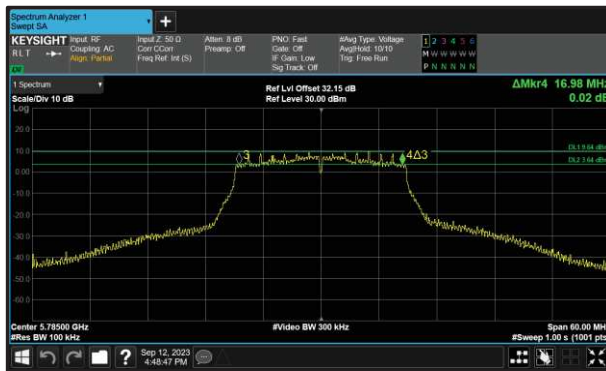 Spectrum Analyzer 1
Swept SA
+
KEYSIGHT Input: RF Input Z: 50 Ω Atten: 8 dB PNO: Fast #Avg Type: Voltage 1 2 3 4 5 6
RLT Coupling: AC Corr CCorr Preamp: Off Gate: Off Avg|Hold: 10/10 M W W W W W
Align: Partial Freq Ref: Int (S) IF Gain: Low Trig: Free Run
Sig Track: Off P N N N N N
1 Spectrum Ref Lvl Offset 32.15 dB ΔMkr4 16.98 MHz
Scale/Div 10 dB Ref Level 30.00 dBm 0.02 dB
Log
20.0
DL1 9.64 dBm
10.0 3 4Δ3
DL2 3.64 dBm
0.00
-10.0
-20.0
-30.0
-40.0
-50.0
-60.0
Center 5.78500 GHz #Video BW 300 kHz Span 60.00 MHz
#Res BW 100 kHz #Sweep 1.00 s (1001 pts)
? Sep 12, 2023
4:48:47 PM